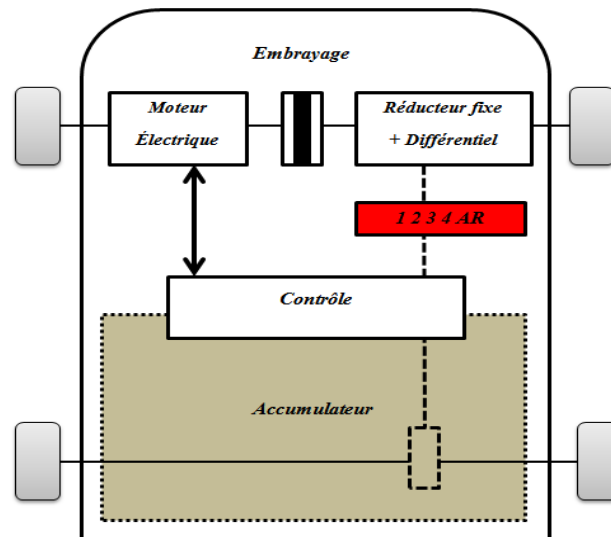 Embrayage
Moteur
Électrique
Réducteur fixe
+ Différentiel
1 2 3 4 AR
Contrôle
Accumulateur